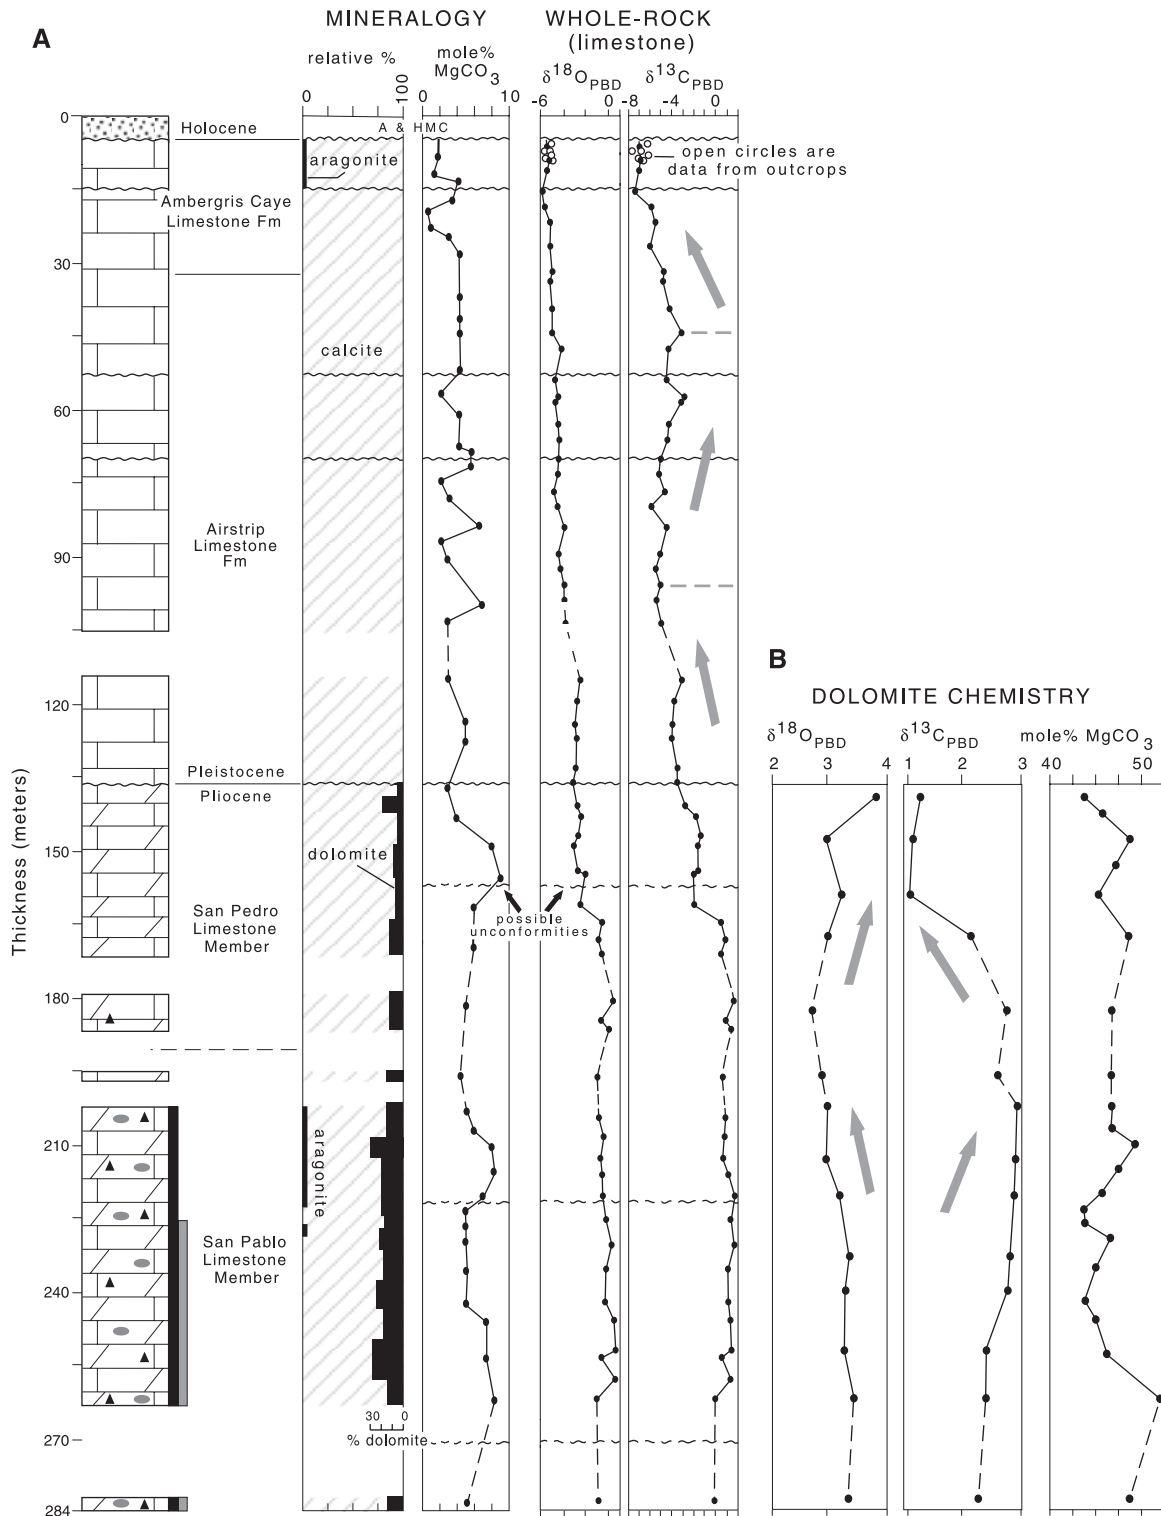 A
MINERALOGY
WHOLE-ROCK
(limestone)
relative %
mole%
MgCO3
δ18OPBD
δ13CPBD
0
100
0
10
-6
0
-8
-4
0
0
30
60
90
120
150
180
210
240
270
284
Thickness (meters)
Holocene
A & HMC
aragonite
open circles are
data from outcrops
Ambergris Caye
Limestone Fm
calcite
Airstrip
Limestone
Fm
Pleistocene
Pliocene
dolomite
San Pedro
Limestone
Member
possible
unconformities
aragonite
San Pablo
Limestone
Member
30
0
% dolomite
B
DOLOMITE CHEMISTRY
δ18OPBD
δ13CPBD
mole% MgCO3
2
3
4
1
2
3
40
50